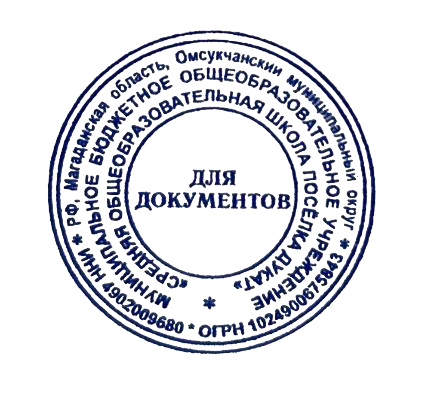 * РФ, Магаданская область, Омсукчанский муниципальный округ *
ИНН 4902009680 * ОГРН 1024900675843
МУНИЦИПАЛЬНОЕ БЮДЖЕТНОЕ ОБЩЕОБРАЗОВАТЕЛЬНОЕ УЧРЕЖДЕНИЕ *
«СРЕДНЯЯ ОБЩЕОБРАЗОВАТЕЛЬНАЯ ШКОЛА ПОСЁЛКА ДУКАТ»
ДЛЯ
ДОКУМЕНТОВ